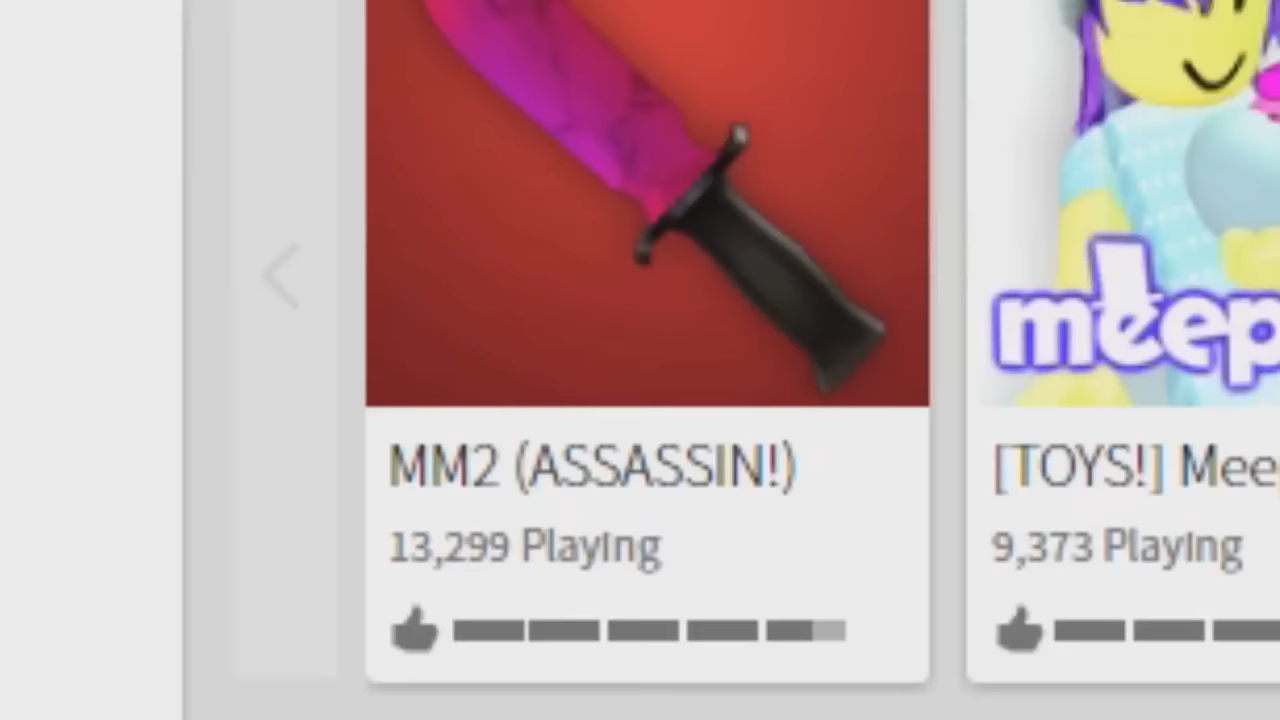 meep
MM2 (ASSASSIN!)
13,299 Playing
[TOYS!] Mee
9,373 Playing